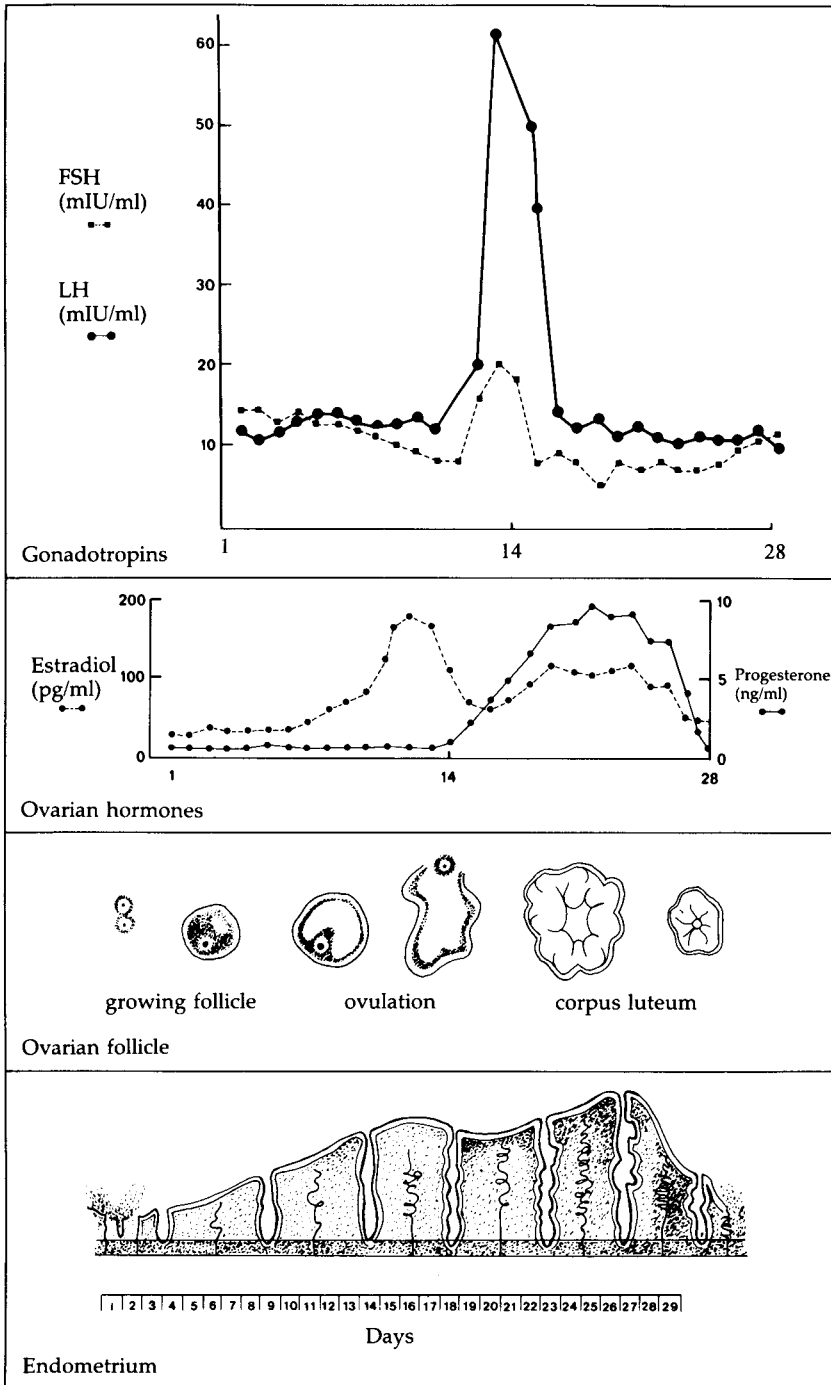 60
50
FSH
(mIU/ml)
40
LH
(mIU/ml)
30
20
10
1 14 28
Gonadotropins
200 10
Estradiol
(pg/ml)
100 5
Progesterone
(ng/ml)
0 0
1 14 28
Ovarian hormones
growing follicle ovulation corpus luteum
Ovarian follicle
1 2 3 4 5 6 7 8 9 10 11 12 13 14 15 16 17 18 19 20 21 22 23 24 25 26 27 28 29
Days
Endometrium